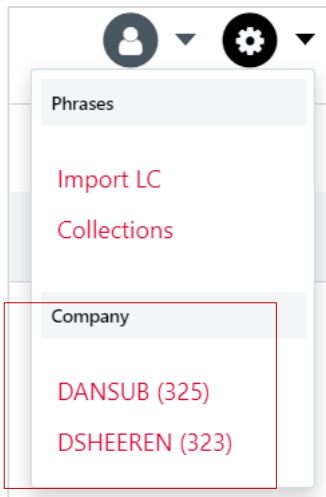 Phrases
Import LC
Collections
Company
DANSUB (325)
DSHEEREN (323)